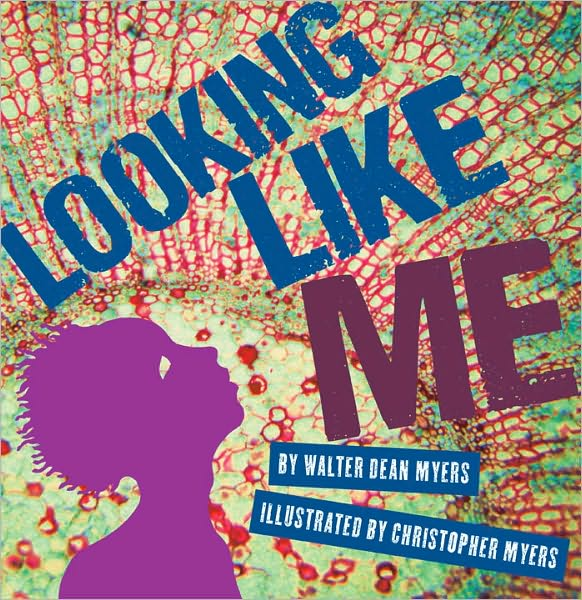 LOOKING
LIKE
ME
BY WALTER DEAN MYERS
ILLUSTRATED BY CHRISTOPHER MYERS